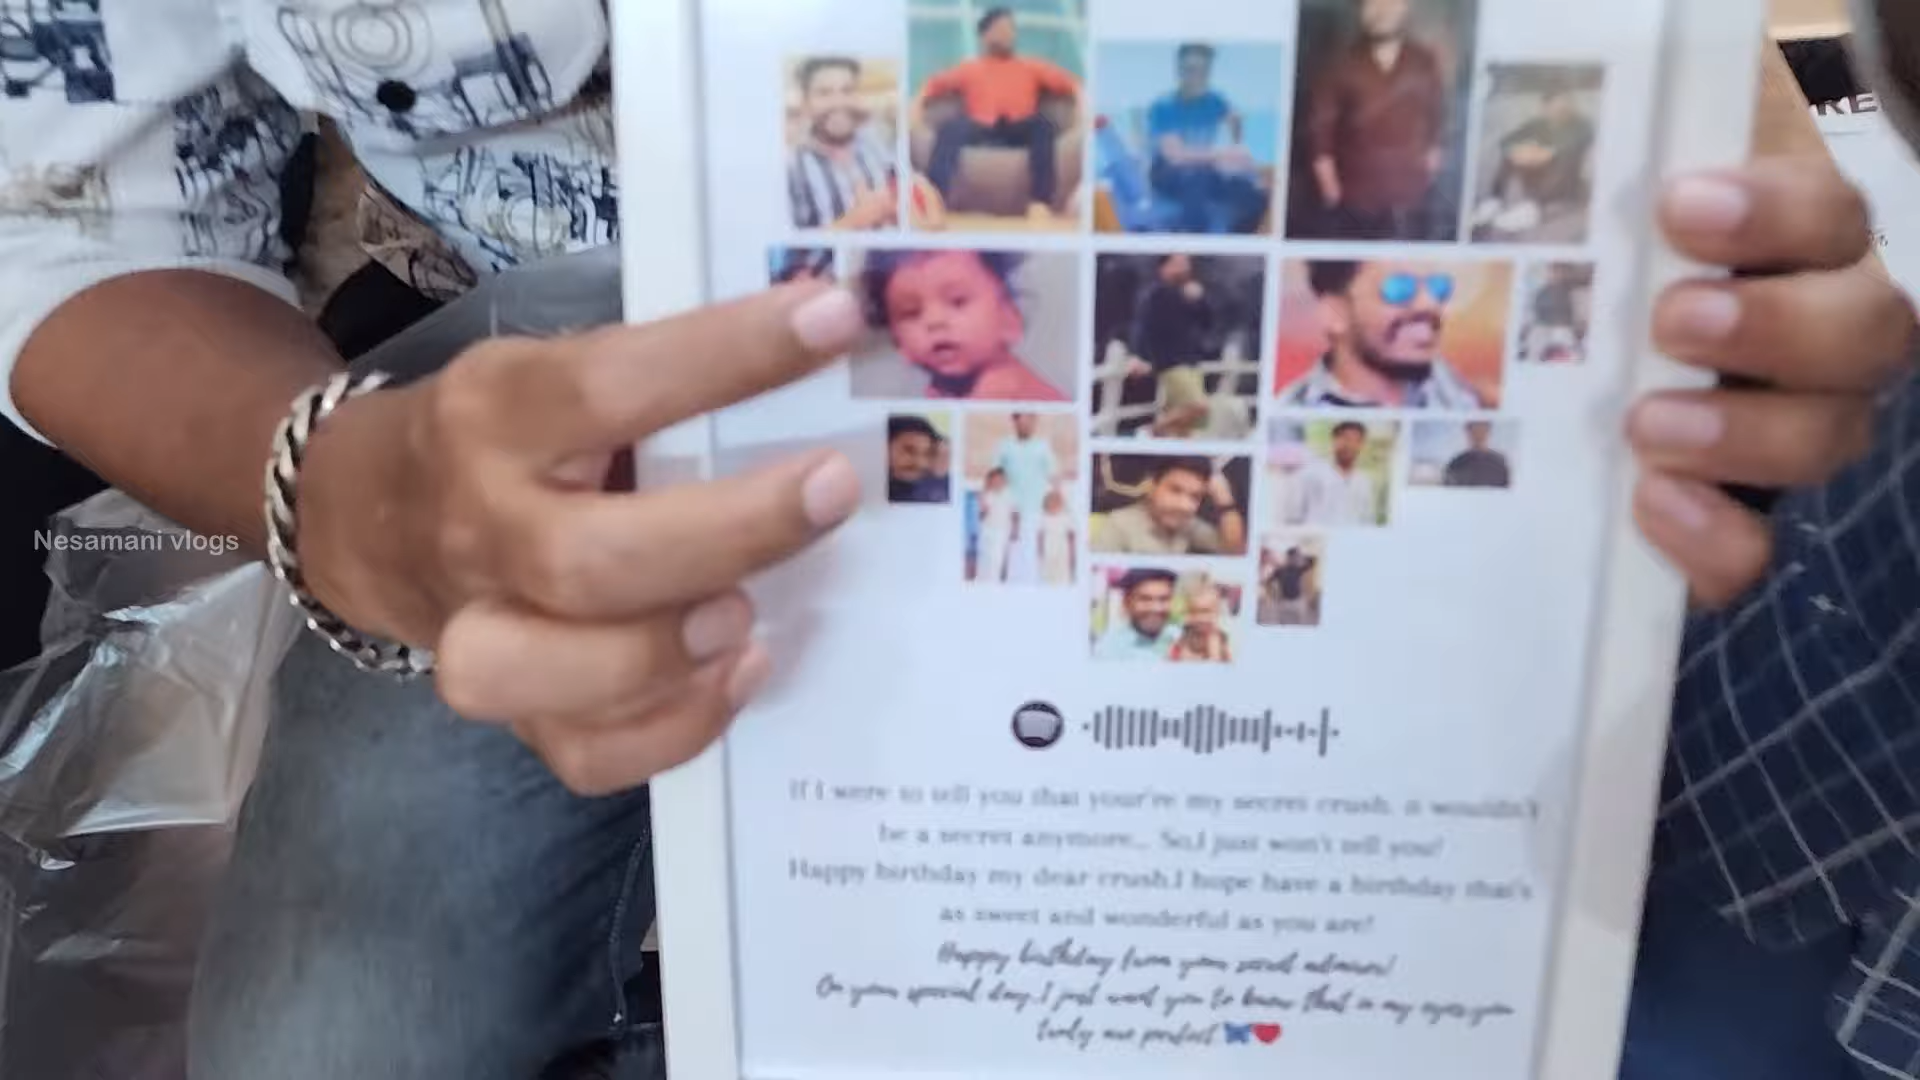 RE
Nesamani vlogs
If I were to tell you that your're my secret crush, it wouldn't
be a secret anymore... So,I just won't tell you!
Happy birthday my dear crush.I hope have a birthday that's
as sweet and wonderful as you are!
Happy birthday from your secret admirer!
On your special day,I just want you to know that in my eyes,you
truly are perfect